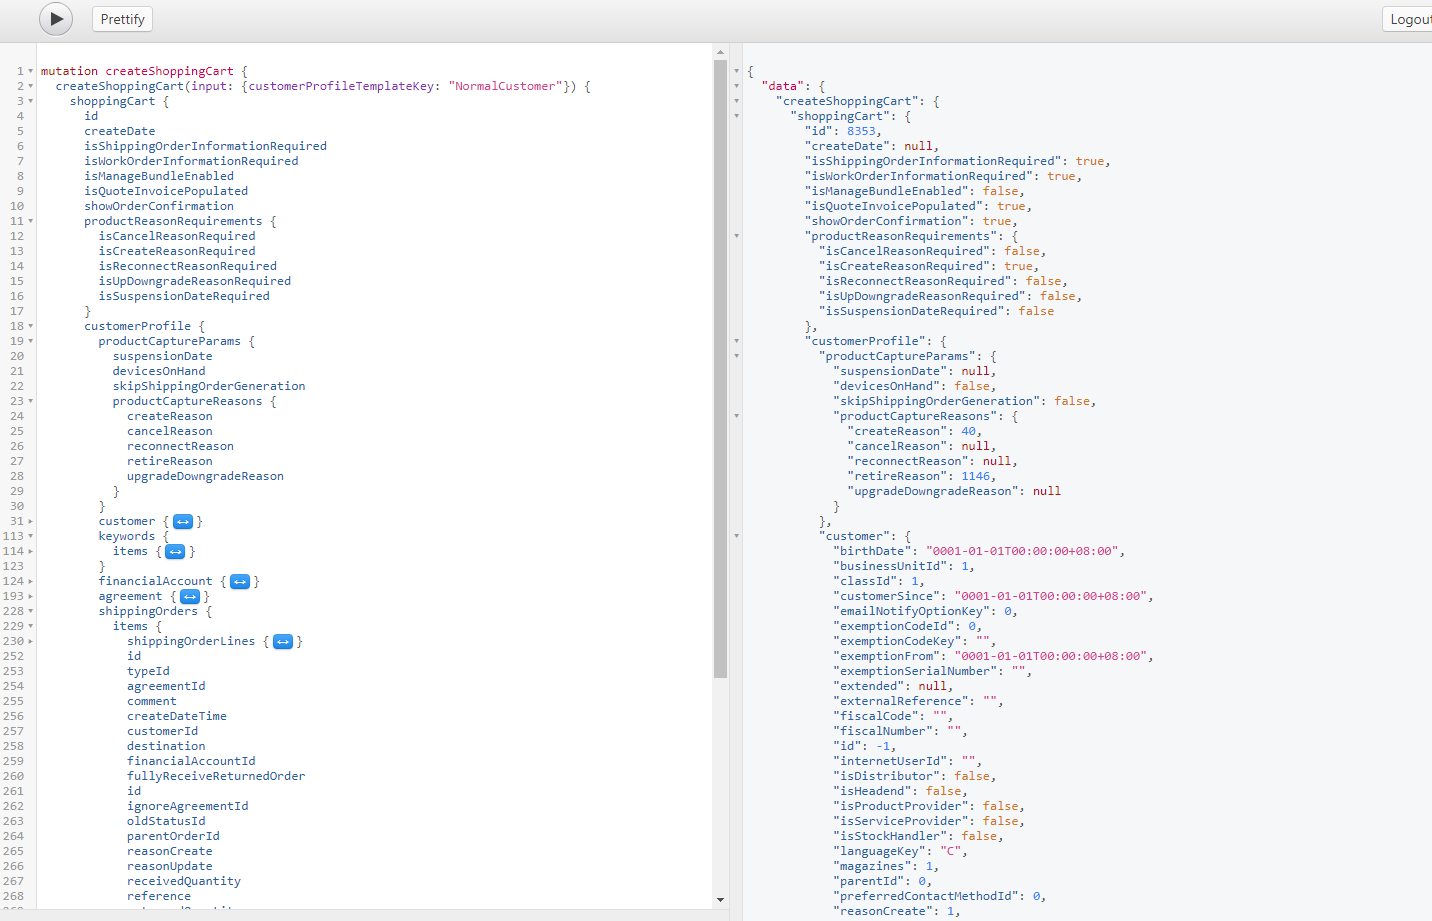 Prettify
Logout
1 mutation createShoppingCart {
2 createShoppingCart(input: {customerProfileTemplateKey: "NormalCustomer"}) {
3 shoppingCart {
4 id
5 createDate
6 isShippingOrderInformationRequired
7 isWorkOrderInformationRequired
8 isManageBundleEnabled
9 isQuoteInvoicePopulated
10 showOrderConfirmation
11 productReasonRequirements {
12 isCancelReasonRequired
13 isCreateReasonRequired
14 isReconnectReasonRequired
15 isUpDowngradeReasonRequired
16 isSuspensionDateRequired
17 }
18 customerProfile {
19 productCaptureParams {
20 suspensionDate
21 devicesOnHand
22 skipShippingOrderGeneration
23 productCaptureReasons {
24 createReason
25 cancelReason
26 reconnectReason
27 retireReason
28 upgradeDowngradeReason
29 }
30 }
31 customer {↔}
113 keywords {
114 items {↔}
123 }
124 financialAccount {↔}
193 agreement {↔}
228 shippingOrders {
229 items {
230 shippingOrderLines {↔}
252 id
253 typeId
254 agreementId
255 comment
256 createDateTime
257 customerId
258 destination
259 financialAccountId
260 fullyReceiveReturnedOrder
261 id
262 ignoreAgreementId
263 oldStatusId
264 parentOrderId
265 reasonCreate
266 reasonUpdate
267 receivedQuantity
268 reference
{
"data": {
"createShoppingCart": {
"shoppingCart": {
"id": 8353,
"createDate": null,
"isShippingOrderInformationRequired": true,
"isWorkOrderInformationRequired": true,
"isManageBundleEnabled": false,
"isQuoteInvoicePopulated": true,
"showOrderConfirmation": true,
"productReasonRequirements": {
"isCancelReasonRequired": false,
"isCreateReasonRequired": true,
"isReconnectReasonRequired": false,
"isUpDowngradeReasonRequired": false,
"isSuspensionDateRequired": false
},
"customerProfile": {
"productCaptureParams": {
"suspensionDate": null,
"devicesOnHand": false,
"skipShippingOrderGeneration": false,
"productCaptureReasons": {
"createReason": 40,
"cancelReason": null,
"reconnectReason": null,
"retireReason": 1146,
"upgradeDowngradeReason": null
}
},
"customer": {
"birthDate": "0001-01-01T00:00:00+08:00",
"businessUnitId": 1,
"classId": 1,
"customerSince": "0001-01-01T00:00:00+08:00",
"emailNotifyOptionKey": 0,
"exemptionCodeId": 0,
"exemptionCodeKey": "",
"exemptionFrom": "0001-01-01T00:00:00+08:00",
"exemptionSerialNumber": "",
"extended": null,
"externalReference": "",
"fiscalCode": "",
"fiscalNumber": "",
"id": -1,
"internetUserId": "",
"isDistributor": false,
"isHeadend": false,
"isProductProvider": false,
"isServiceProvider": false,
"isStockHandler": false,
"languageKey": "C",
"magazines": 1,
"parentId": 0,
"preferredContactMethodId": 0,
"reasonCreate": 1,